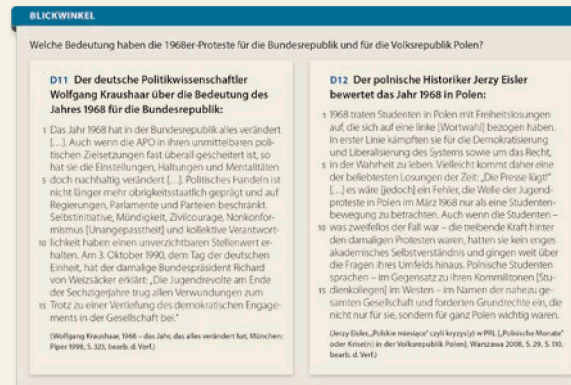 BLICKWINKEL
Welche Bedeutung haben die 1968er-Proteste für die Bundesrepublik und für die Volksrepublik Polen?
D11 Der deutsche Politikwissenschaftler
Wolfgang Kraushaar über die Bedeutung des
Jahres 1968 für die Bundesrepublik:
1 Das Jahr 1968 hat in der Bundesrepublik alles verändert
[…]. Auch wenn die APO in ihren unmittelbaren poli-
tischen Zielsetzungen fast überall gescheitert ist, so
hat sie die Einstellungen, Haltungen und Mentalitäten
5 doch nachhaltig verändert […]. Politisches Handeln ist
nicht länger mehr obrigkeitsstaatlich geprägt und auf
Regierungen, Parlamente und Parteien beschränkt.
Selbstinitiative, Mündigkeit, Zivilcourage, Nonkonfor-
mismus [Unangepasstheit] und kollektive Verantwort-
10 lichkeit haben einen unverzichtbaren Stellenwert er-
halten. Am 3. Oktober 1990, dem Tag der deutschen
Einheit, hat der damalige Bundespräsident Richard
von Weizsäcker erklärt: „Die Jugendrevolte am Ende
der Sechzigerjahre trug allen Verwundungen zum
15 Trotz zu einer Vertiefung des demokratischen Engage-
ments in der Gesellschaft bei.“
(Wolfgang Kraushaar, 1968 – das Jahr, das alles verändert hat, München:
Piper 1998, S. 323, bearb. d. Verf.)
D12 Der polnische Historiker Jerzy Eisler
bewertet das Jahr 1968 in Polen:
1 1968 traten Studenten in Polen mit Freiheitslosungen
auf, die sich auf eine linke [Wortwahl] bezogen haben.
In erster Linie kämpften sie für die Demokratisierung
und Liberalisierung des Systems sowie um das Recht,
5 in der Wahrheit zu leben. Vielleicht kommt daher eine
der beliebtesten Losungen der Zeit: „Die Presse lügt!“
[…] es wäre [jedoch] ein Fehler, die Welle der Jugend-
proteste in Polen im März 1968 nur als eine Studenten-
bewegung zu betrachten. Auch wenn die Studenten –
10 was zweifellos der Fall war – die treibende Kraft hinter
den damaligen Protesten waren, hatten sie kein enges
akademisches Selbstverständnis und gingen weit über
die Fragen ihres Umfelds hinaus. Polnische Studenten
sprachen – im Gegensatz zu ihren Kommilitonen [Stu-
15 dienkollegen] im Westen – im Namen der nahezu ge-
samten Gesellschaft und forderten Grundrechte ein, die
nicht nur für sie, sondern für ganz Polen wichtig waren.
(Jerzy Eisler, „Polskie miesiące“ czyli kryzys(y) w PRL [„Polnische Monate“
oder Krise(n) in der Volksrepublik Polen], Warszawa 2008, S. 29, S. 110,
bearb. d. Verf.)